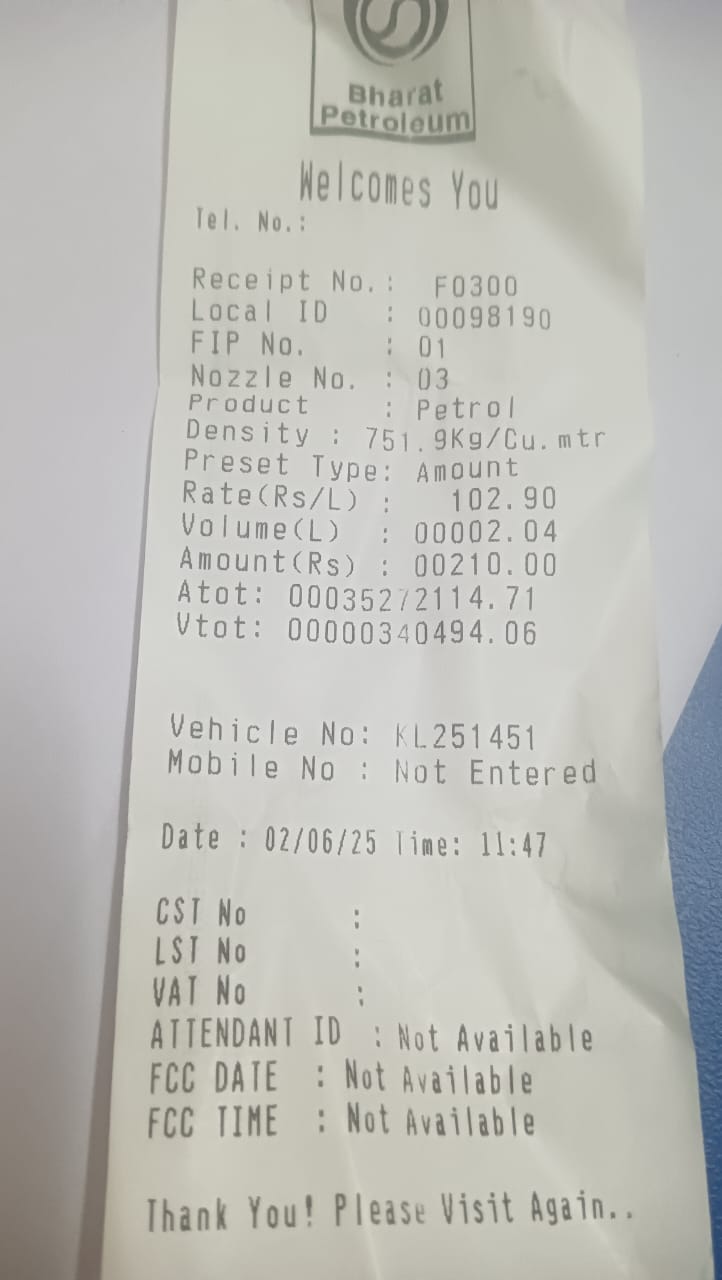 Bharat
Petroleum
Welcomes You
Tel. No.:
Receipt No.: F0300
Local ID : 00098190
FIP No. : 01
Nozzle No. : 03
Product : Petrol
Density : 751.9Kg/Cu.mtr
Preset Type: Amount
Rate(Rs/L) : 102.90
Volume(L) : 00002.04
Amount(Rs) : 00210.00
Atot: 00035272114.71
Vtot: 00000340494.06
Vehicle No: KL251451
Mobile No : Not Entered
Date : 02/06/25 Time: 11:47
CST No :
LST No :
VAT No :
ATTENDANT ID : Not Available
FCC DATE : Not Available
FCC TIME : Not Available
Thank You! Please Visit Again..